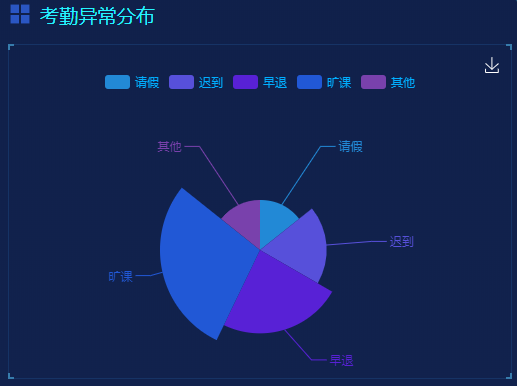 考勤异常分布
请假 迟到 早退 旷课 其他
其他
请假
迟到
旷课
早退